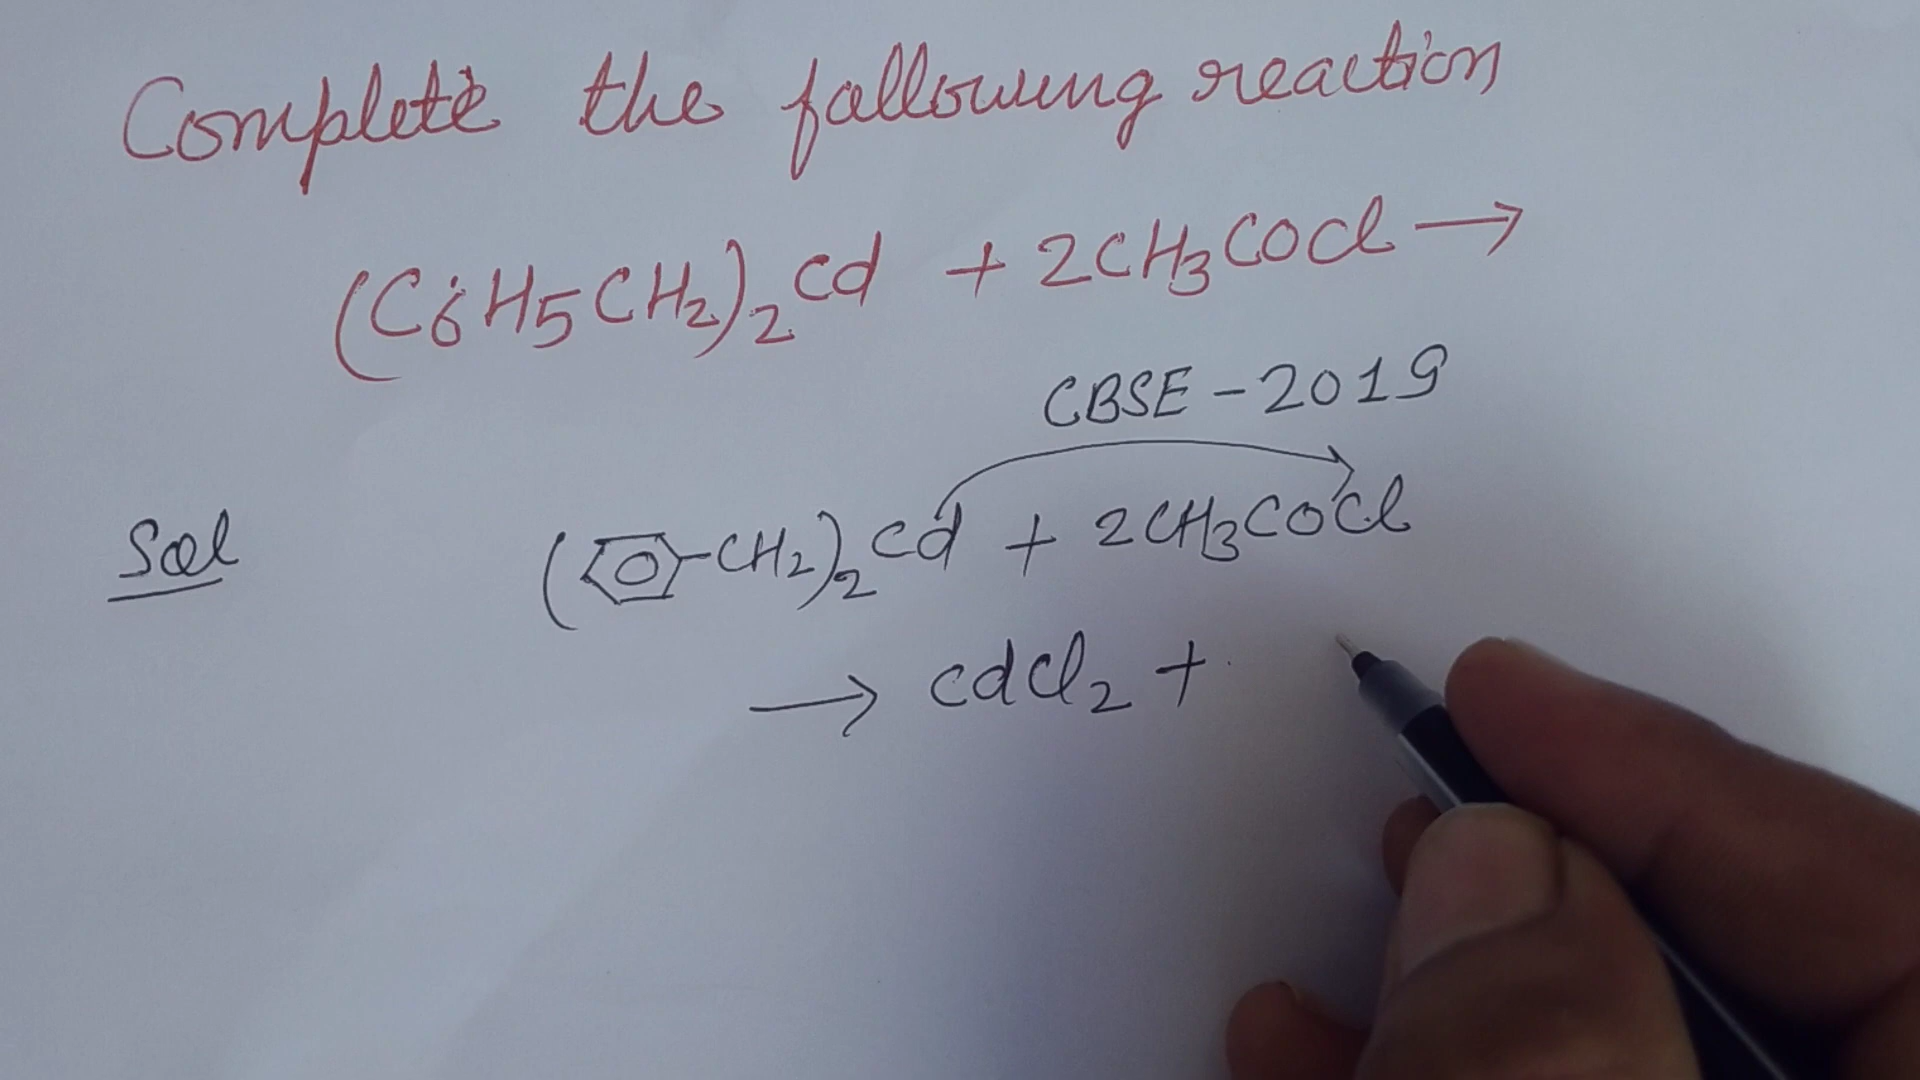 Complete the following reaction
(C6H5CH2)2Cd + 2CH3COCl →
CBSE - 2019
Sol
( -CH2)2Cd + 2CH3COCl
→ CdCl2 +